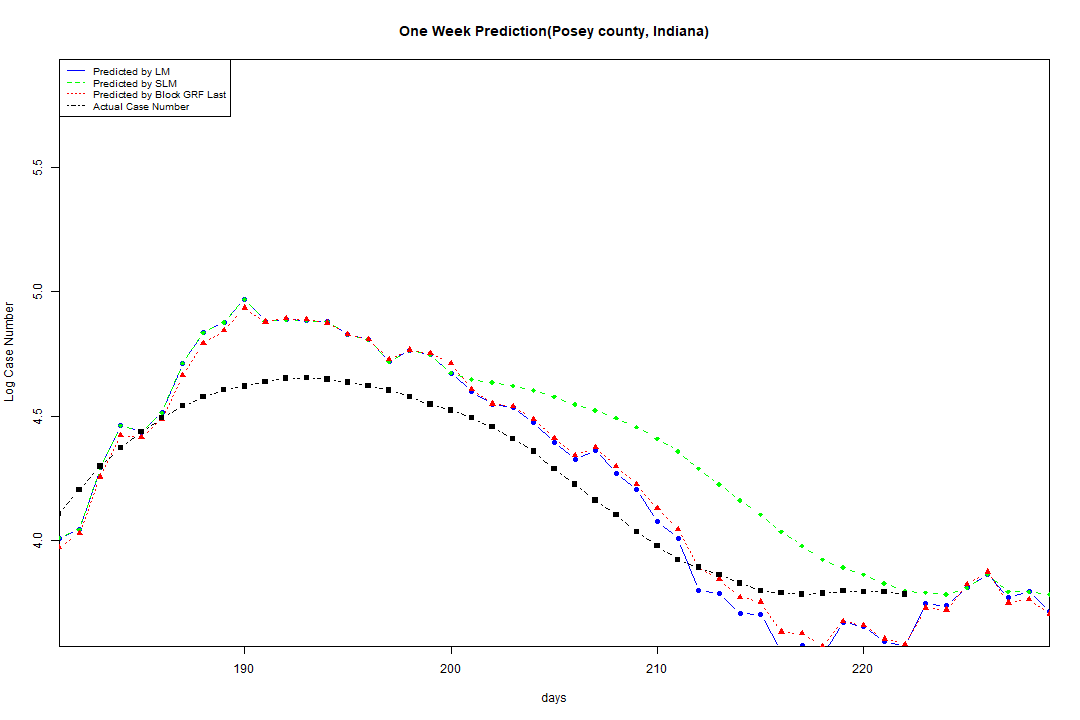 One Week Prediction(Posey county, Indiana)
Predicted by LM
Predicted by SLM
Predicted by Block GRF Last
Actual Case Number
5.5
5.0
4.5
4.0
Log Case Number
190 200 210 220
days